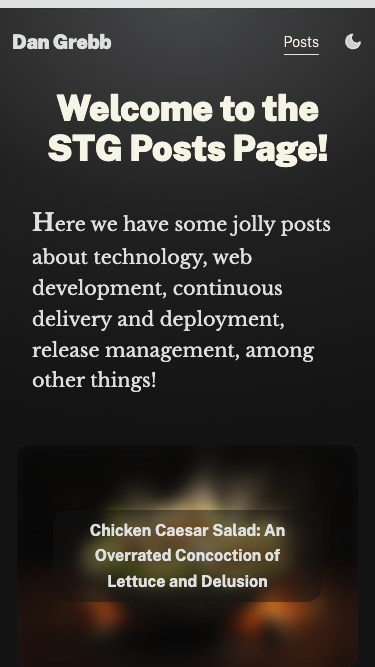 Dan Grebb
Posts
Welcome to the
STG Posts Page!
Here we have some jolly posts
about technology, web
development, continuous
delivery and deployment,
release management, among
other things!
Chicken Caesar Salad: An
Overrated Concoction of
Lettuce and Delusion